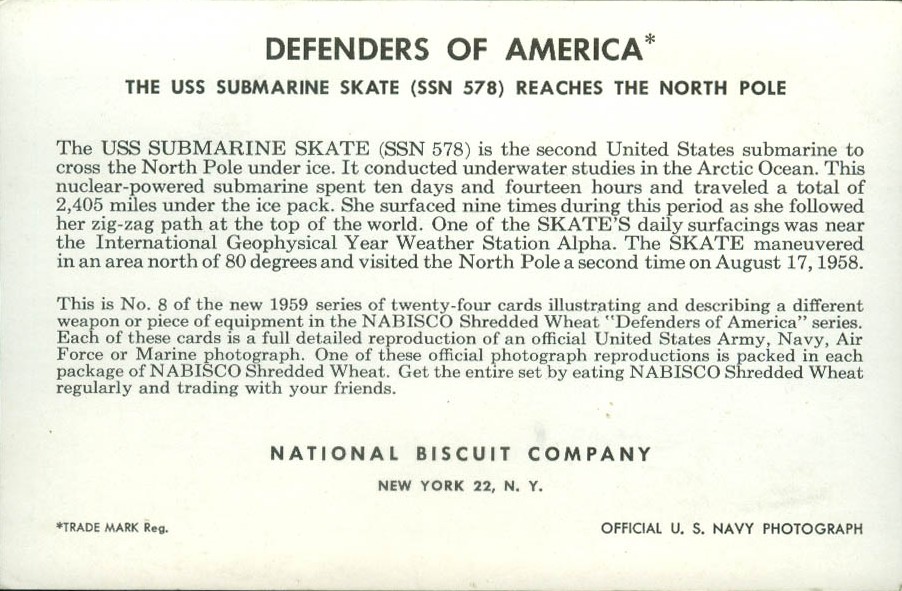 DEFENDERS OF AMERICA*
THE USS SUBMARINE SKATE (SSN 578) REACHES THE NORTH POLE
The USS SUBMARINE SKATE (SSN 578) is the second United States submarine to
cross the North Pole under ice. It conducted underwater studies in the Arctic Ocean. This
nuclear-powered submarine spent ten days and fourteen hours and traveled a total of
2,405 miles under the ice pack. She surfaced nine times during this period as she followed
her zig-zag path at the top of the world. One of the SKATE'S daily surfacings was near
the International Geophysical Year Weather Station Alpha. The SKATE maneuvered
in an area north of 80 degrees and visited the North Pole a second time on August 17, 1958.
This is No. 8 of the new 1959 series of twenty-four cards illustrating and describing a different
weapon or piece of equipment in the NABISCO Shredded Wheat "Defenders of America" series.
Each of these cards is a full detailed reproduction of an official United States Army, Navy, Air
Force or Marine photograph. One of these official photograph reproductions is packed in each
package of NABISCO Shredded Wheat. Get the entire set by eating NABISCO Shredded Wheat
regularly and trading with your friends.
NATIONAL BISCUIT COMPANY
NEW YORK 22, N. Y.
*TRADE MARK Reg.
OFFICIAL U. S. NAVY PHOTOGRAPH